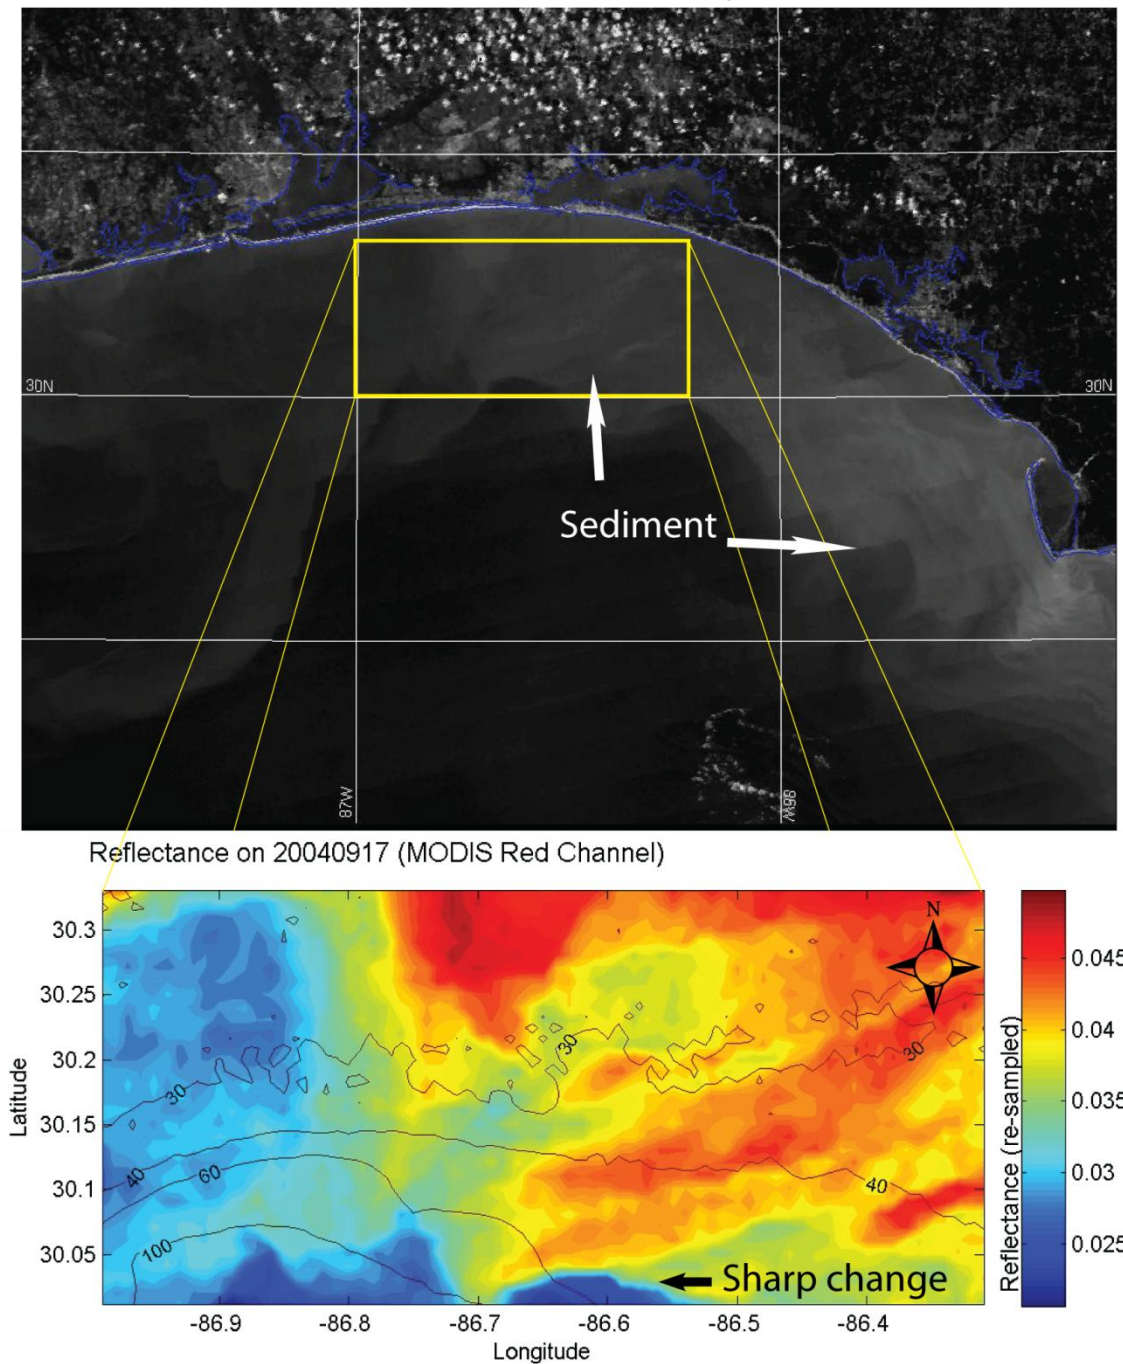 30N
30N
Sediment
87W
86W
Reflectance on 20040917 (MODIS Red Channel)
N
30.3
30.25
30.2
30.15
30.1
30.05
Latitude
30
30
30
40
40
60
100
Sharp change
-86.9
-86.8
-86.7
-86.6
-86.5
-86.4
Longitude
0.045
0.04
0.035
0.03
0.025
Reflectance (re-sampled)